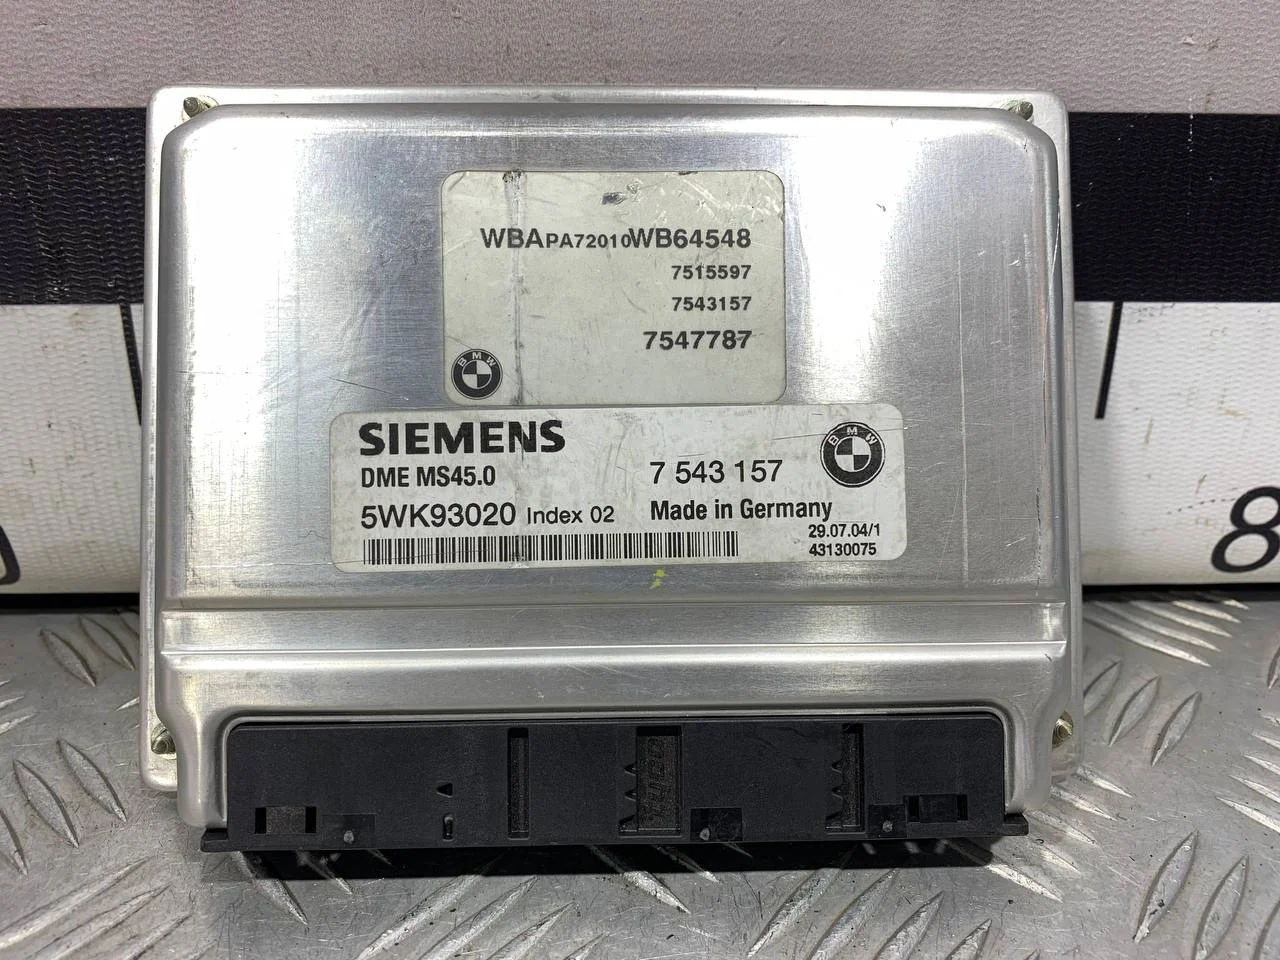 WBAPA72010WB64548
7515597
7543157
7547787
BMW
SIEMENS
DME MS45.0
7 543 157
BMW
5WK93020 Index 02
Made in Germany
29.07.04/1
43130075
8